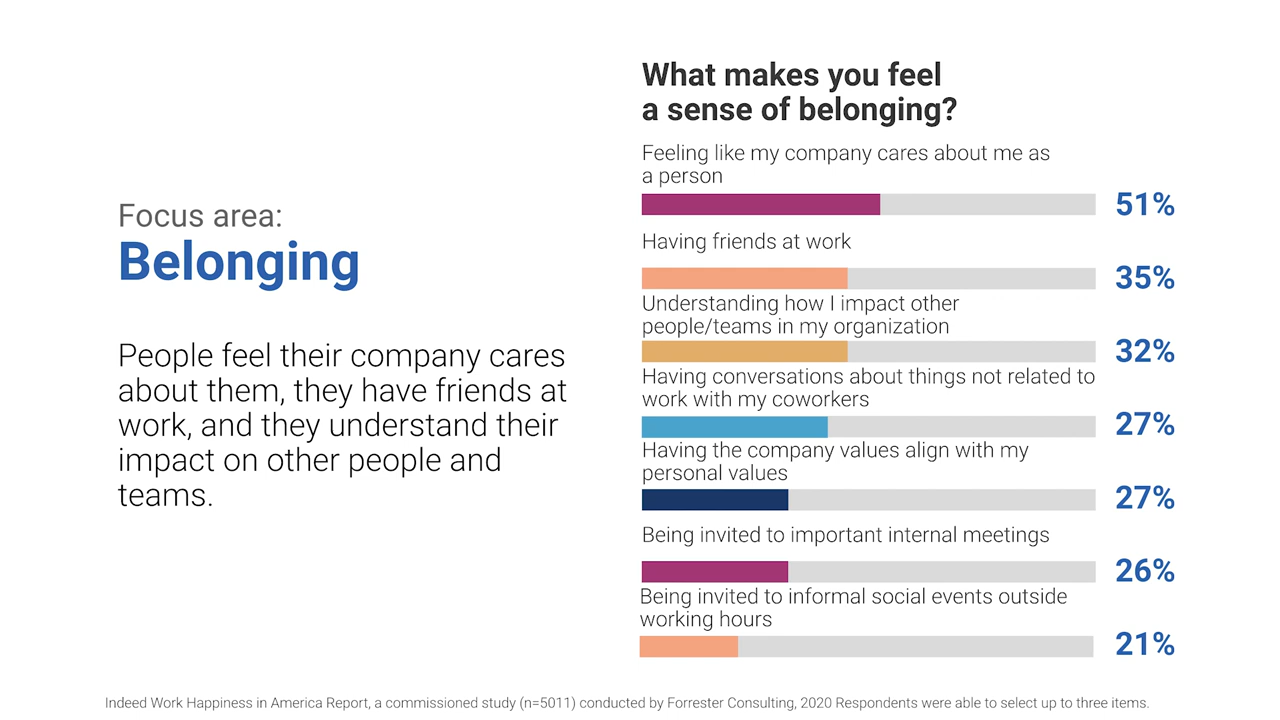 Focus area:
Belonging
People feel their company cares
about them, they have friends at
work, and they understand their
impact on other people and
teams.
What makes you feel
a sense of belonging?
Feeling like my company cares about me as
a person
51%
Having friends at work
35%
Understanding how I impact other
people/teams in my organization
32%
Having conversations about things not related to
work with my coworkers
27%
Having the company values align with my
personal values
27%
Being invited to important internal meetings
26%
Being invited to informal social events outside
working hours
21%
Indeed Work Happiness in America Report, a commissioned study (n=5011) conducted by Forrester Consulting, 2020 Respondents were able to select up to three items.